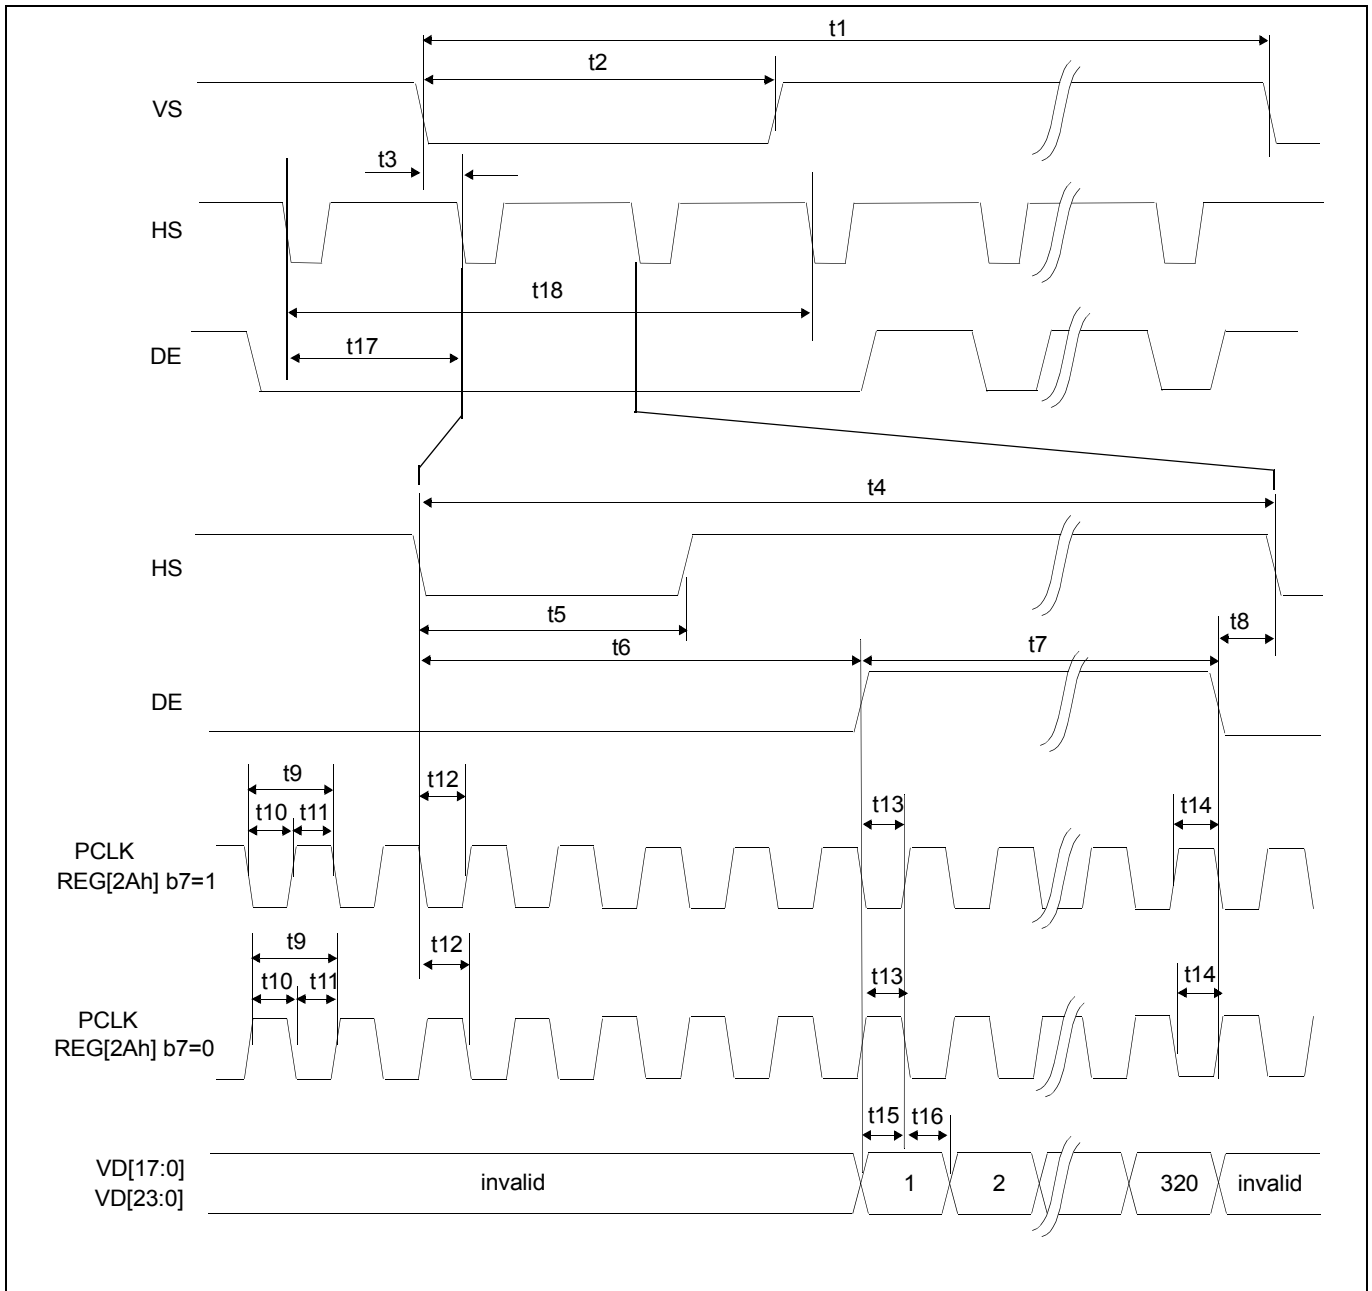 t1
t2
VS
t3
HS
t18
DE
t17
t4
HS
t5
t8
t6
t7
DE
t9
t12
t10
t11
t13
t14
PCLK
REG[2Ah] b7=1
t9
t12
t10
t11
t13
t14
PCLK
REG[2Ah] b7=0
t15
t16
VD[17:0]
VD[23:0]
invalid
1
2
320
invalid